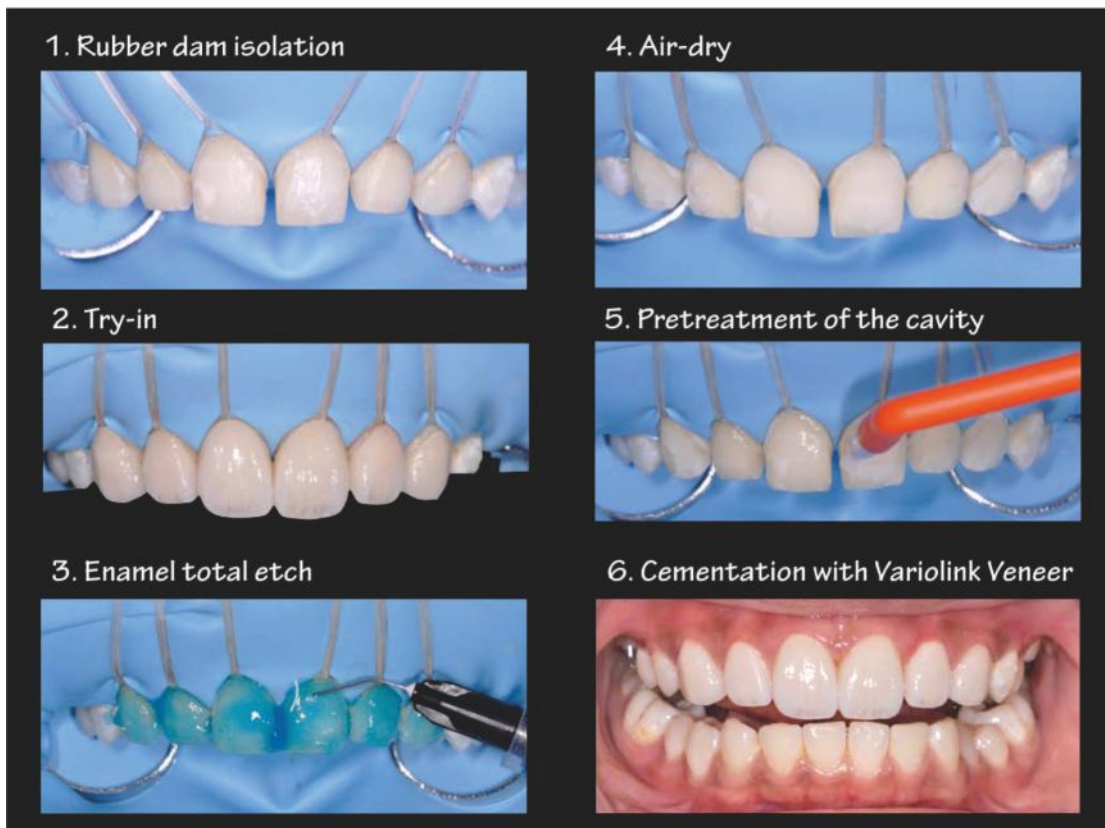 1. Rubber dam isolation
2. Try-in
3. Enamel total etch
4. Air-dry
5. Pretreatment of the cavity
6. Cementation with Variolink Veneer